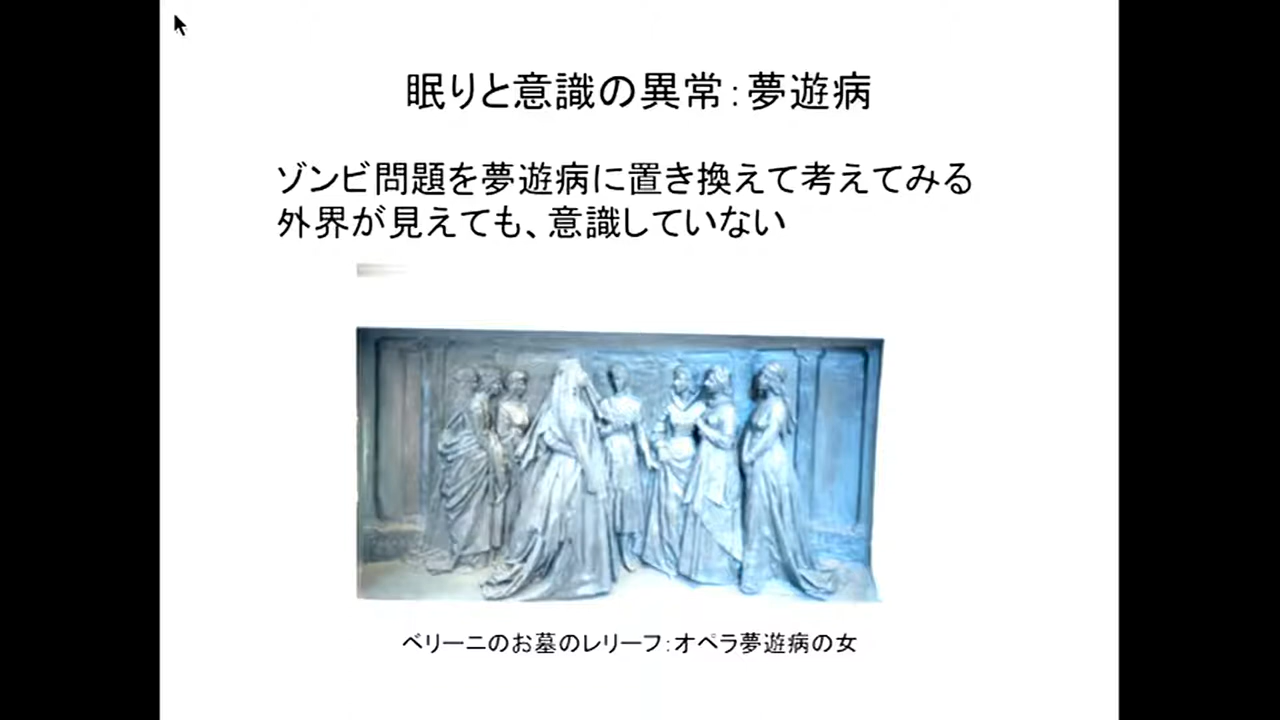 眠りと意識の異常：夢遊病
ゾンビ問題を夢遊病に置き換えて考えてみる
外界が見えても、意識していない
ベリーニのお墓のレリーフ：オペラ夢遊病の女